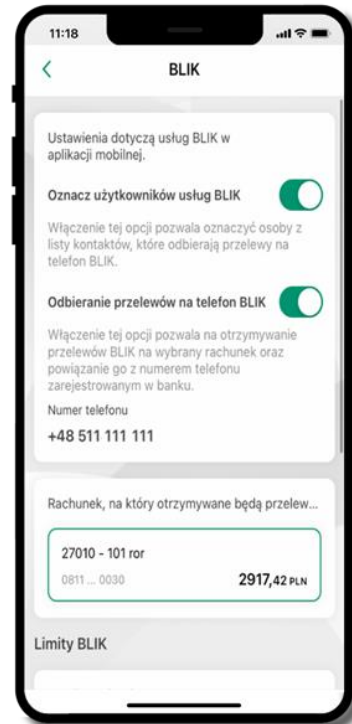 11:18
BLIK
Ustawienia dotyczą usług BLIK w
aplikacji mobilnej.
Oznacz użytkowników usług BLIK
Włączenie tej opcji pozwala oznaczyć osoby z
listy kontaktów, które odbierają przelewy na
telefon BLIK.
Odbieranie przelewów na telefon BLIK
Włączenie tej opcji pozwala na otrzymywanie
przelewów BLIK na wybrany rachunek oraz
powiązanie go z numerem telefonu
zarejestrowanym w banku.
Numer telefonu
+48 511 111 111
Rachunek, na który otrzymywane będą przelew...
27010 - 101 ror
0811 ... 0030 2917,42 PLN
Limity BLIK